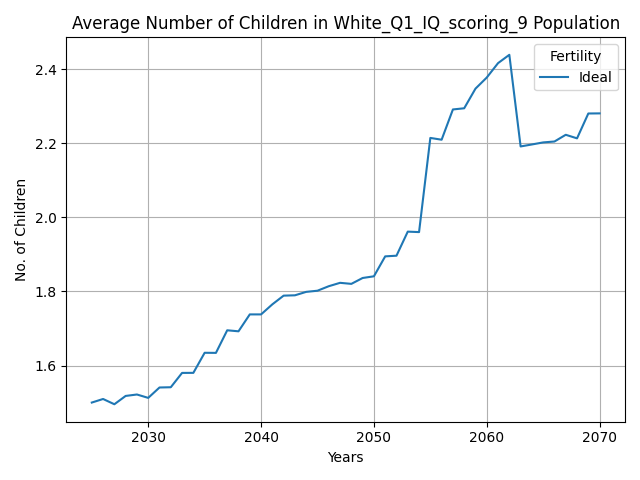 Average Number of Children in White_Q1_IQ_scoring_9 Population
Fertility
Ideal
2.4
2.2
2.0
1.8
1.6
No. of Children
2030
2040
2050
2060
2070
Years